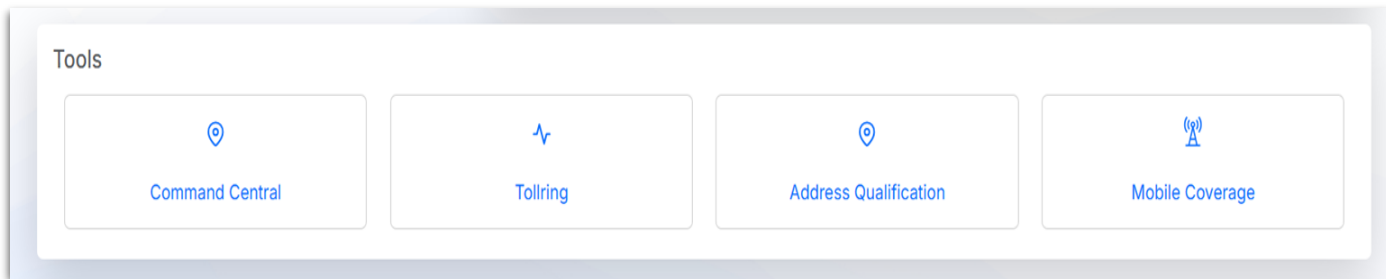 Tools
Command Central
Tollring
Address Qualification
Mobile Coverage